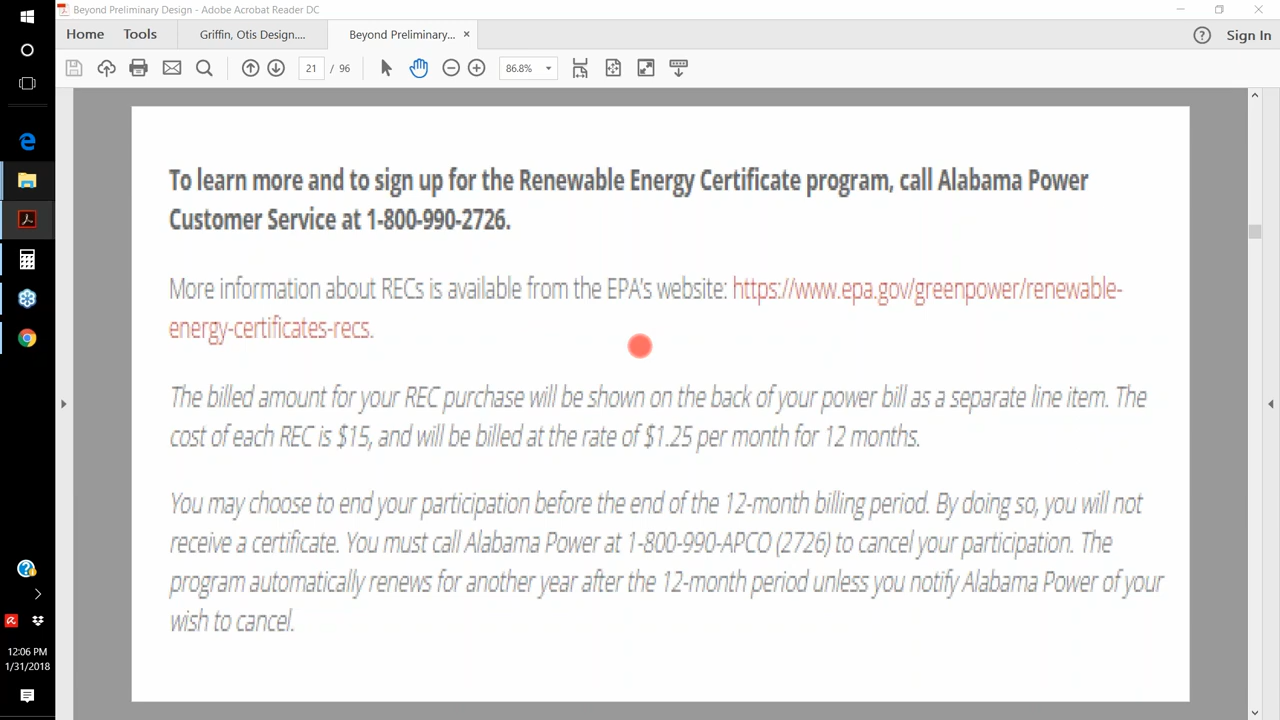 Beyond Preliminary Design - Adobe Acrobat Reader DC
Home Tools Griffin, Otis Design.... Beyond Preliminary... × ? Sign In
21 / 96 86.8%
To learn more and to sign up for the Renewable Energy Certificate program, call Alabama Power
Customer Service at 1-800-990-2726.
More information about RECs is available from the EPA's website: https://www.epa.gov/greenpower/renewable-
energy-certificates-recs.
The billed amount for your REC purchase will be shown on the back of your power bill as a separate line item. The
cost of each REC is $15, and will be billed at the rate of $1.25 per month for 12 months.
You may choose to end your participation before the end of the 12-month billing period. By doing so, you will not
receive a certificate. You must call Alabama Power at 1-800-990-APCO (2726) to cancel your participation. The
program automatically renews for another year after the 12-month period unless you notify Alabama Power of your
wish to cancel.
12:06 PM
1/31/2018